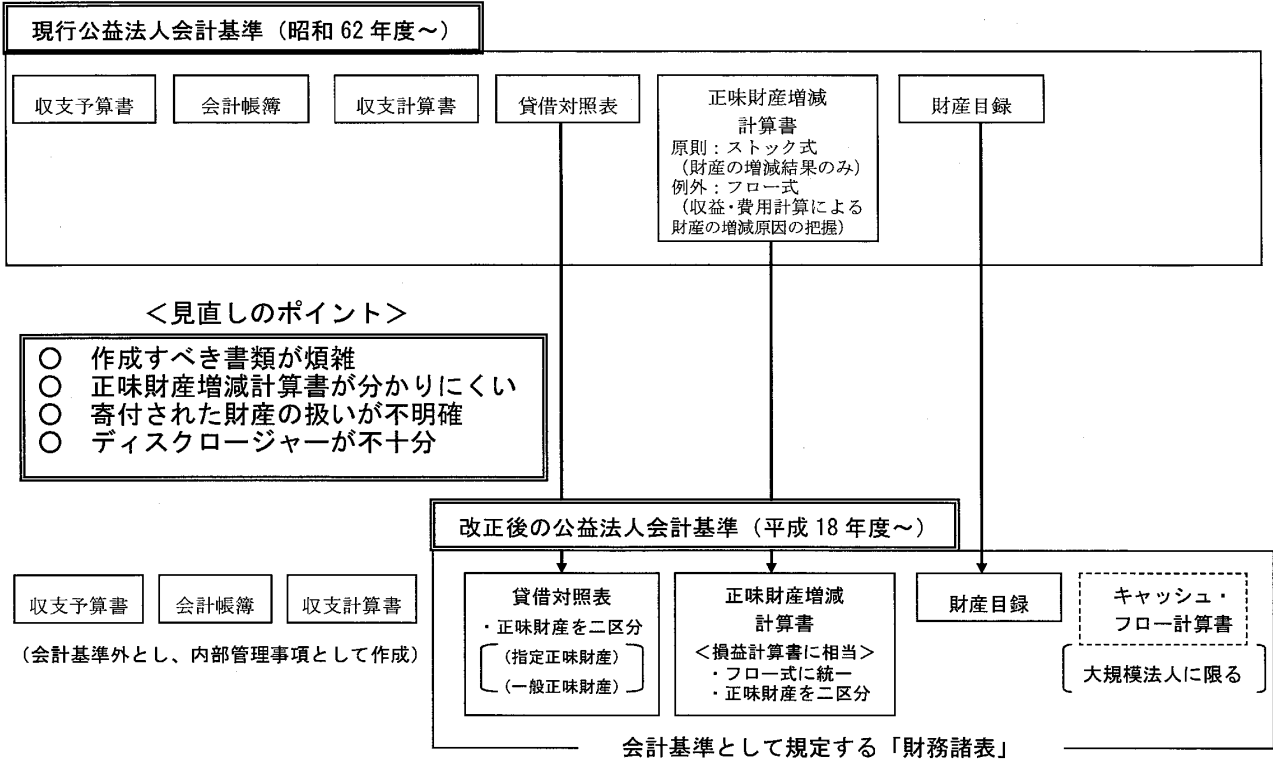 現行公益法人会計基準（昭和62年度～）
収支予算書
会計帳簿
収支計算書
貸借対照表
正味財産増減
計算書
原則：ストック式
（財産の増減結果のみ）
例外：フロー式
（収益・費用計算による
財産の増減原因の把握）
財産目録
＜見直しのポイント＞
○　作成すべき書類が煩雑
○　正味財産増減計算書が分かりにくい
○　寄付された財産の扱いが不明確
○　ディスクロージャーが不十分
改正後の公益法人会計基準（平成18年度～）
収支予算書
会計帳簿
収支計算書
（会計基準外とし、内部管理事項として作成）
貸借対照表
・正味財産を二区分
（指定正味財産）
（一般正味財産）
正味財産増減
計算書
＜損益計算書に相当＞
・フロー式に統一
・正味財産を二区分
財産目録
キャッシュ・
フロー計算書
大規模法人に限る
会計基準として規定する「財務諸表」